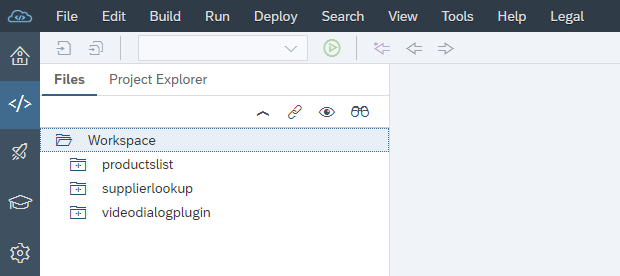 File Edit Build Run Deploy Search View Tools Help Legal
Files Project Explorer
Workspace
productslist
supplierlookup
videodialogplugin